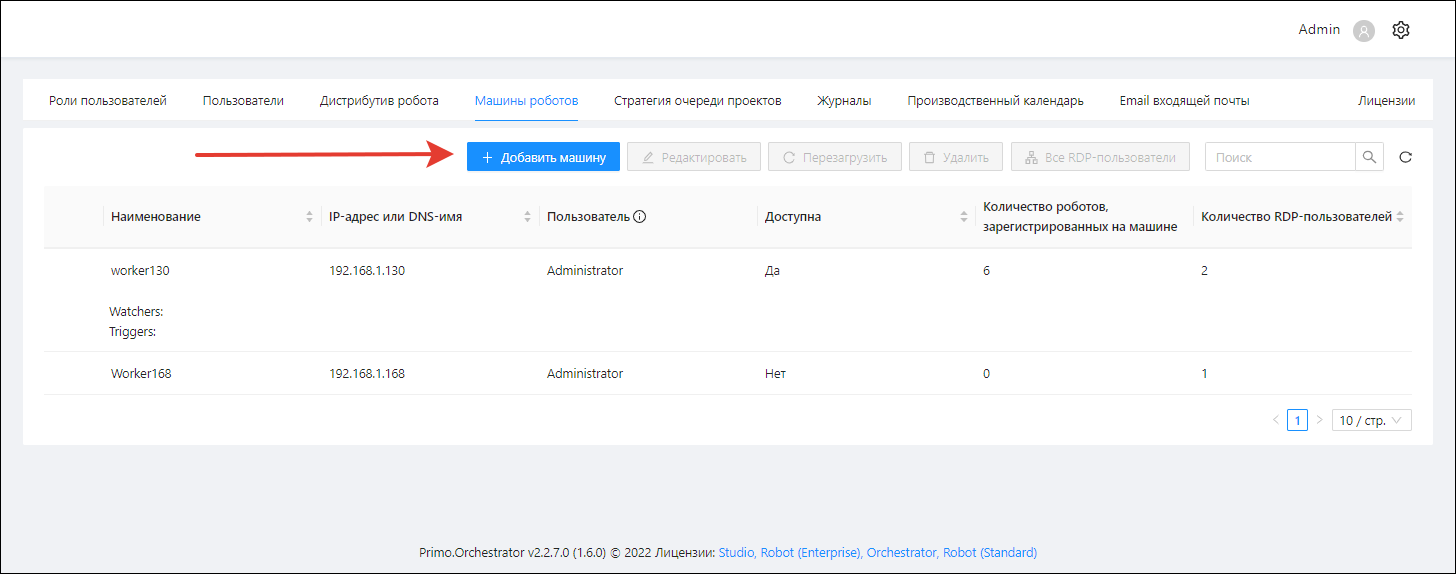 Admin
Роли пользователей Пользователи Дистрибутив робота Машины роботов Стратегия очереди проектов Журналы Производственный календарь Email входящей почты Лицензии
Добавить машину Редактировать Перезагрузить Удалить Все RDP-пользователи Поиск
Наименование IP-адрес или DNS-имя Пользователь Доступна Количество роботов, зарегистрированных на машине Количество RDP-пользователей
worker130 192.168.1.130 Administrator Да 6 2
Watchers:
Triggers:
Worker168 192.168.1.168 Administrator Нет 0 1
1 10 / стр.
Primo.Orchestrator v2.2.7.0 (1.6.0) © 2022 Лицензии: Studio, Robot (Enterprise), Orchestrator, Robot (Standard)